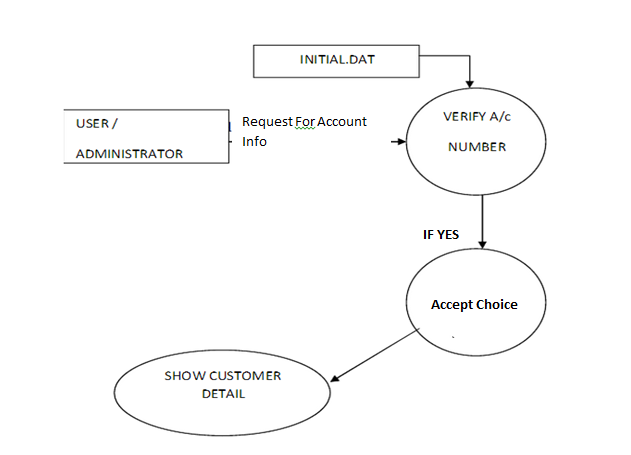 INITIAL.DAT
USER /
ADMINISTRATOR
Request For Account
Info
VERIFY A/c
NUMBER
IF YES
Accept Choice
SHOW CUSTOMER
DETAIL